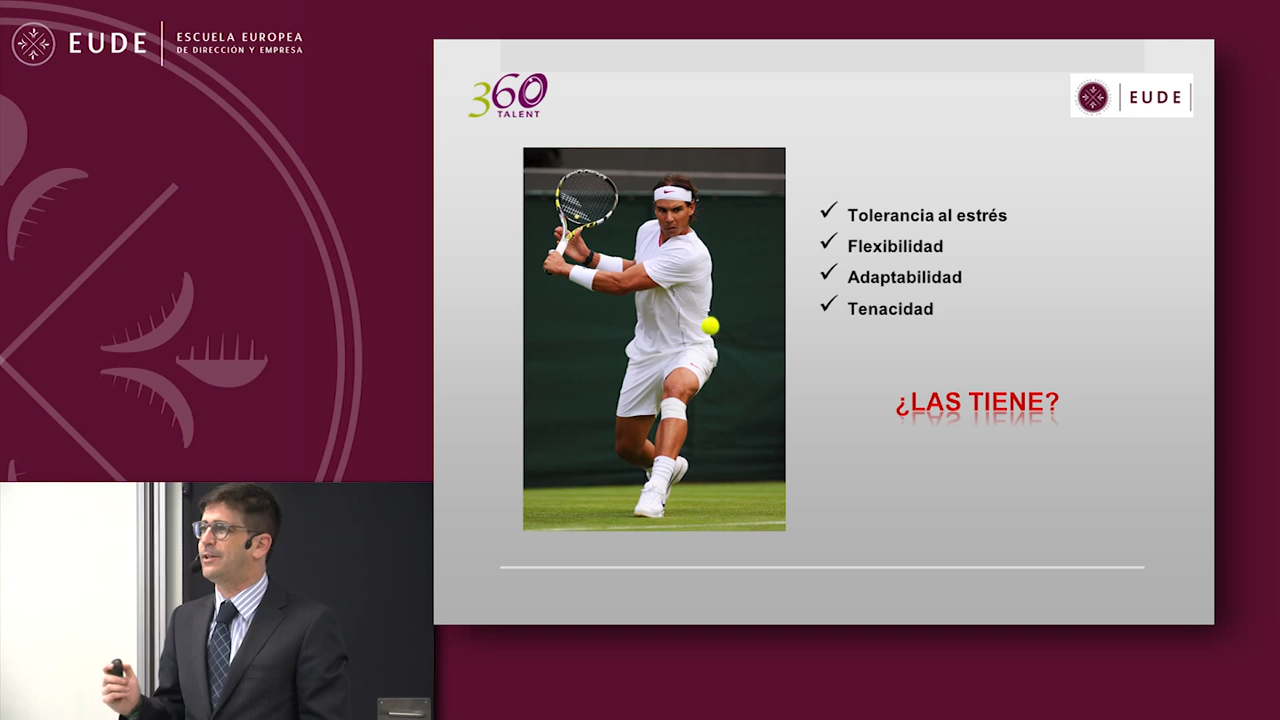 EUDE
ESCUELA EUROPEA
DE DIRECCIÓN Y EMPRESA
360
TALENT
EUDE
Tolerancia al estrés
Flexibilidad
Adaptabilidad
Tenacidad
¿LAS TIENE?